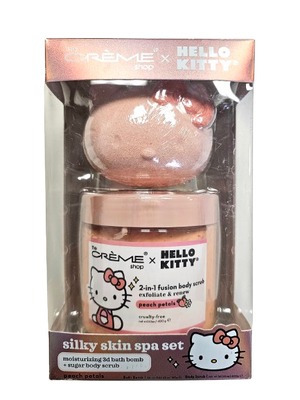 The CRÈME shop × HELLO KITTY®
The CRÈME® shop × HELLO KITTY®
2-in-1 fusion body scrub
exfoliate & renew
peach petals
cruelty-free
silky skin spa set
moisturizing 3d bath bomb
+ sugar body scrub
peach petals